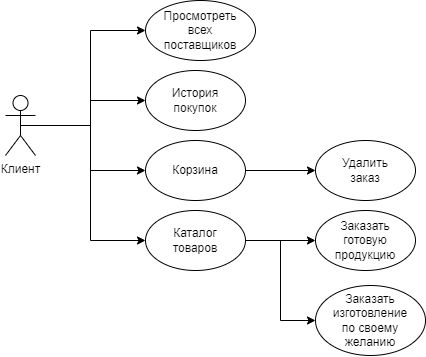 Просмотреть
всех
поставщиков
История
покупок
Клиент
Корзина
Удалить
заказ
Каталог
товаров
Заказать
готовую
продукцию
Заказать
изготовление
по своему
желанию